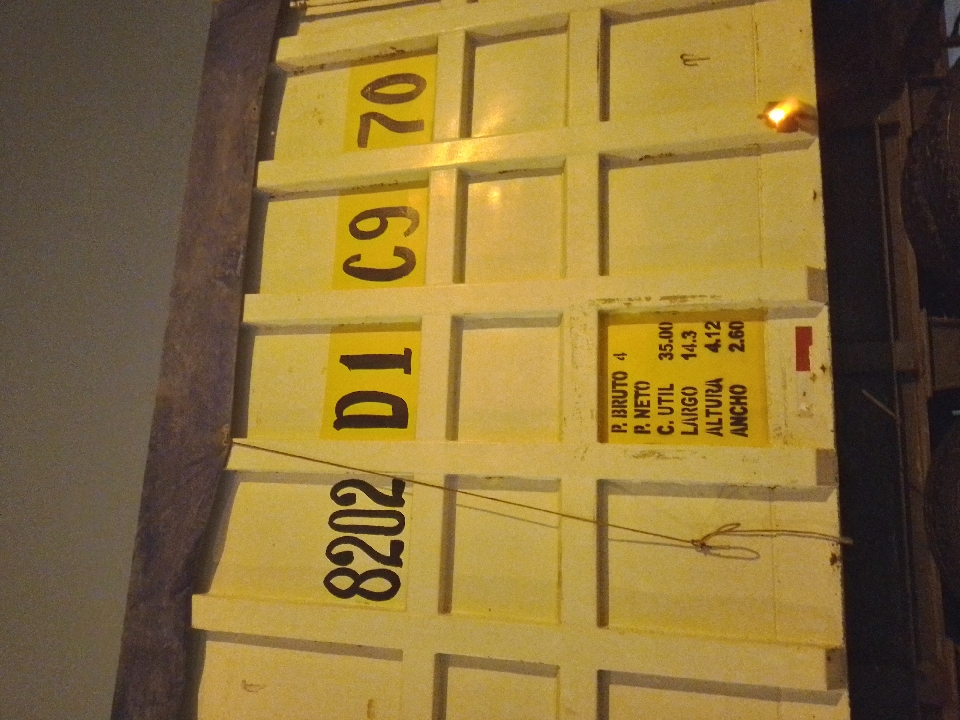 8202 D1 C9 70
P. BRUTO 4
P. NETO
C. UTIL 35.00
LARGO 14.3
ALTURA 4.12
ANCHO 2.60